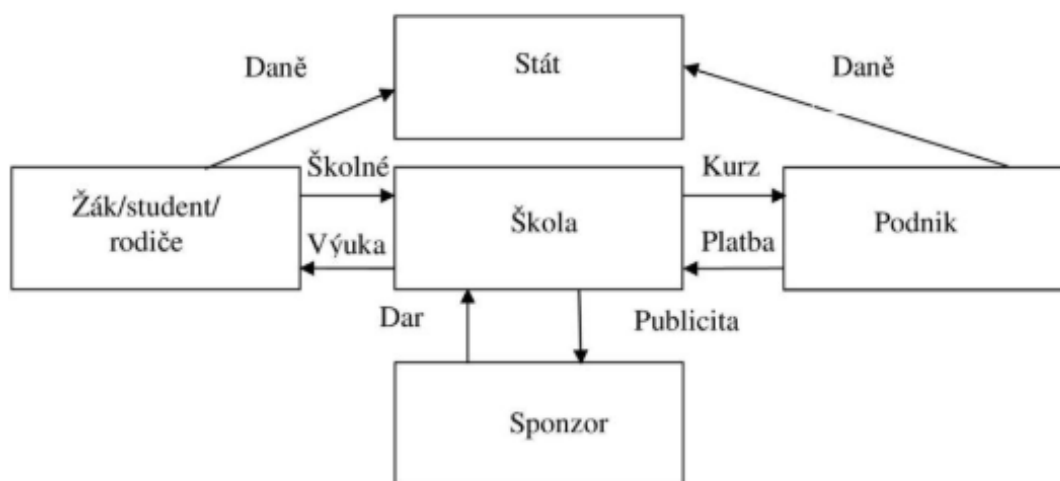 Daně
Stát
Daně
Školné
Kurz
Žák/student/
rodiče
Škola
Podnik
Výuka
Platba
Dar
Publicita
Sponzor